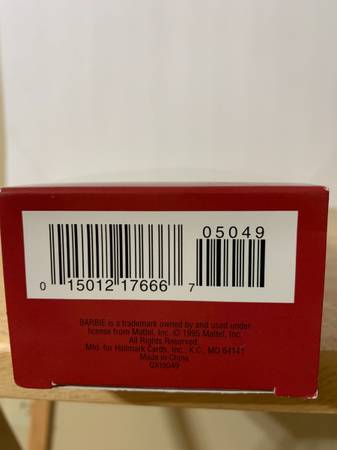 05049
0 15012 17666 7
BARBIE is a trademark owned by and used under
license from Mattel, Inc. © 1995 Mattel, Inc.
All Rights Reserved.
Mfd. for Hallmark Cards, Inc., K.C., MO 64141
Made in China
QXI5049